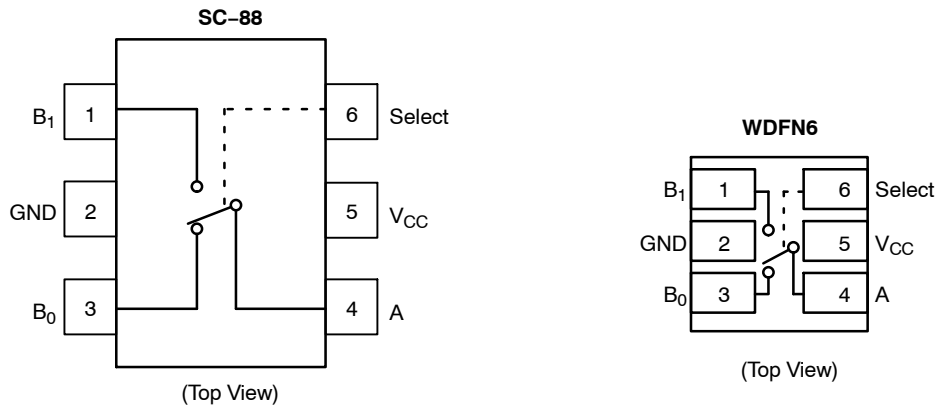 SC–88
B1 1 6 Select
GND 2 5 VCC
B0 3 4 A
(Top View)
WDFN6
B1 1 6 Select
GND 2 5 VCC
B0 3 4 A
(Top View)